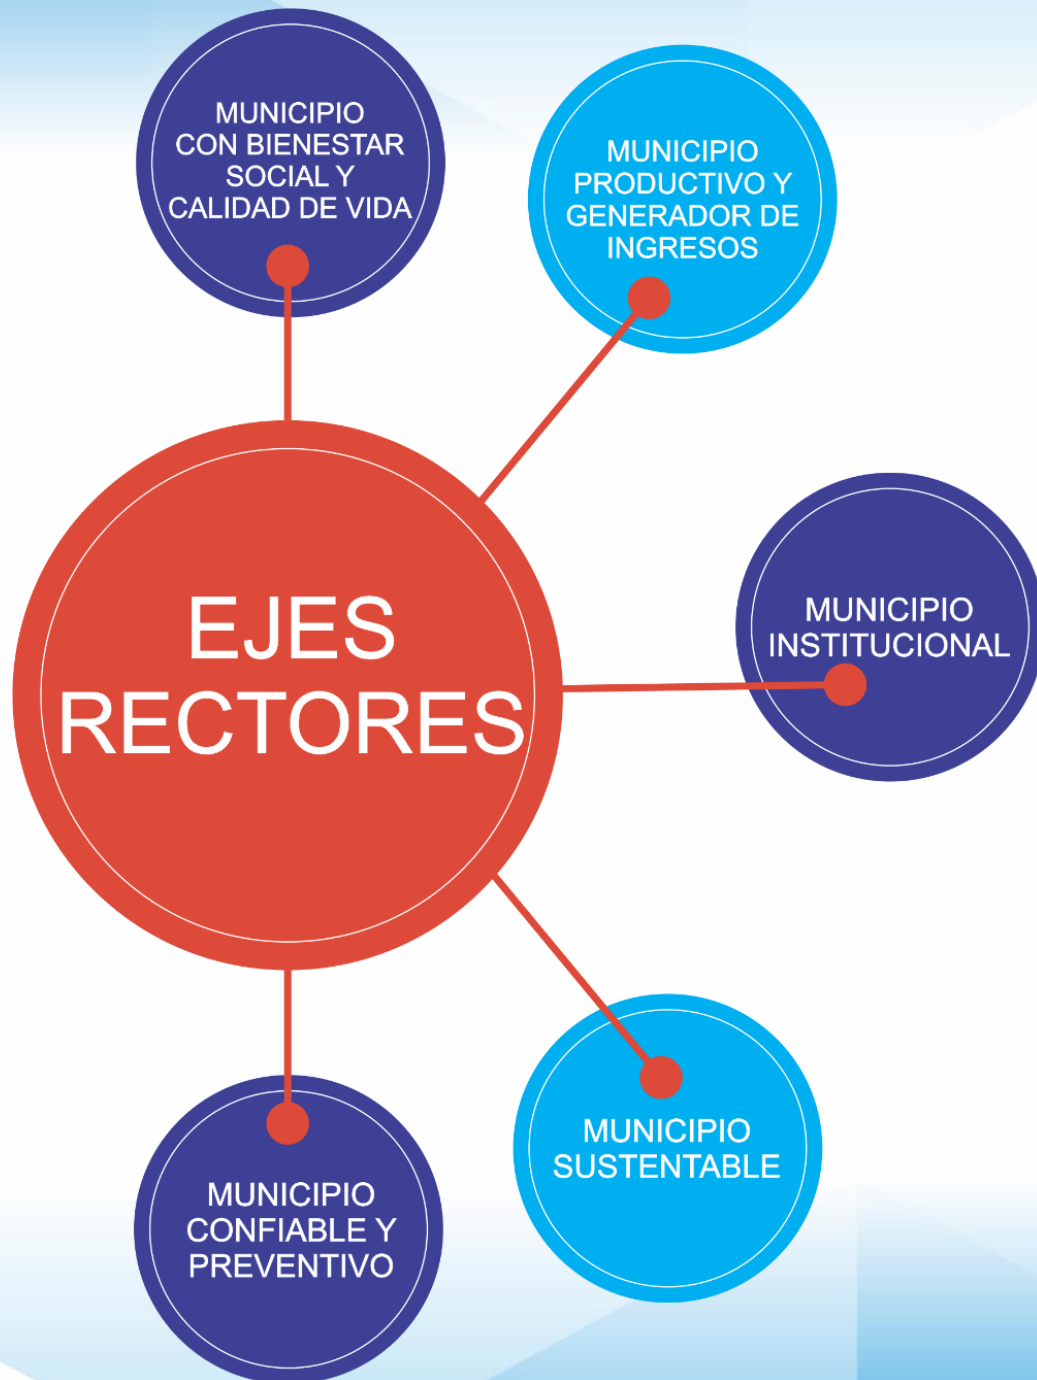 MUNICIPIO
CON BIENESTAR
SOCIAL Y
CALIDAD DE VIDA
MUNICIPIO
PRODUCTIVO Y
GENERADOR DE
INGRESOS
EJES
RECTORES
MUNICIPIO
INSTITUCIONAL
MUNICIPIO
SUSTENTABLE
MUNICIPIO
CONFIABLE Y
PREVENTIVO